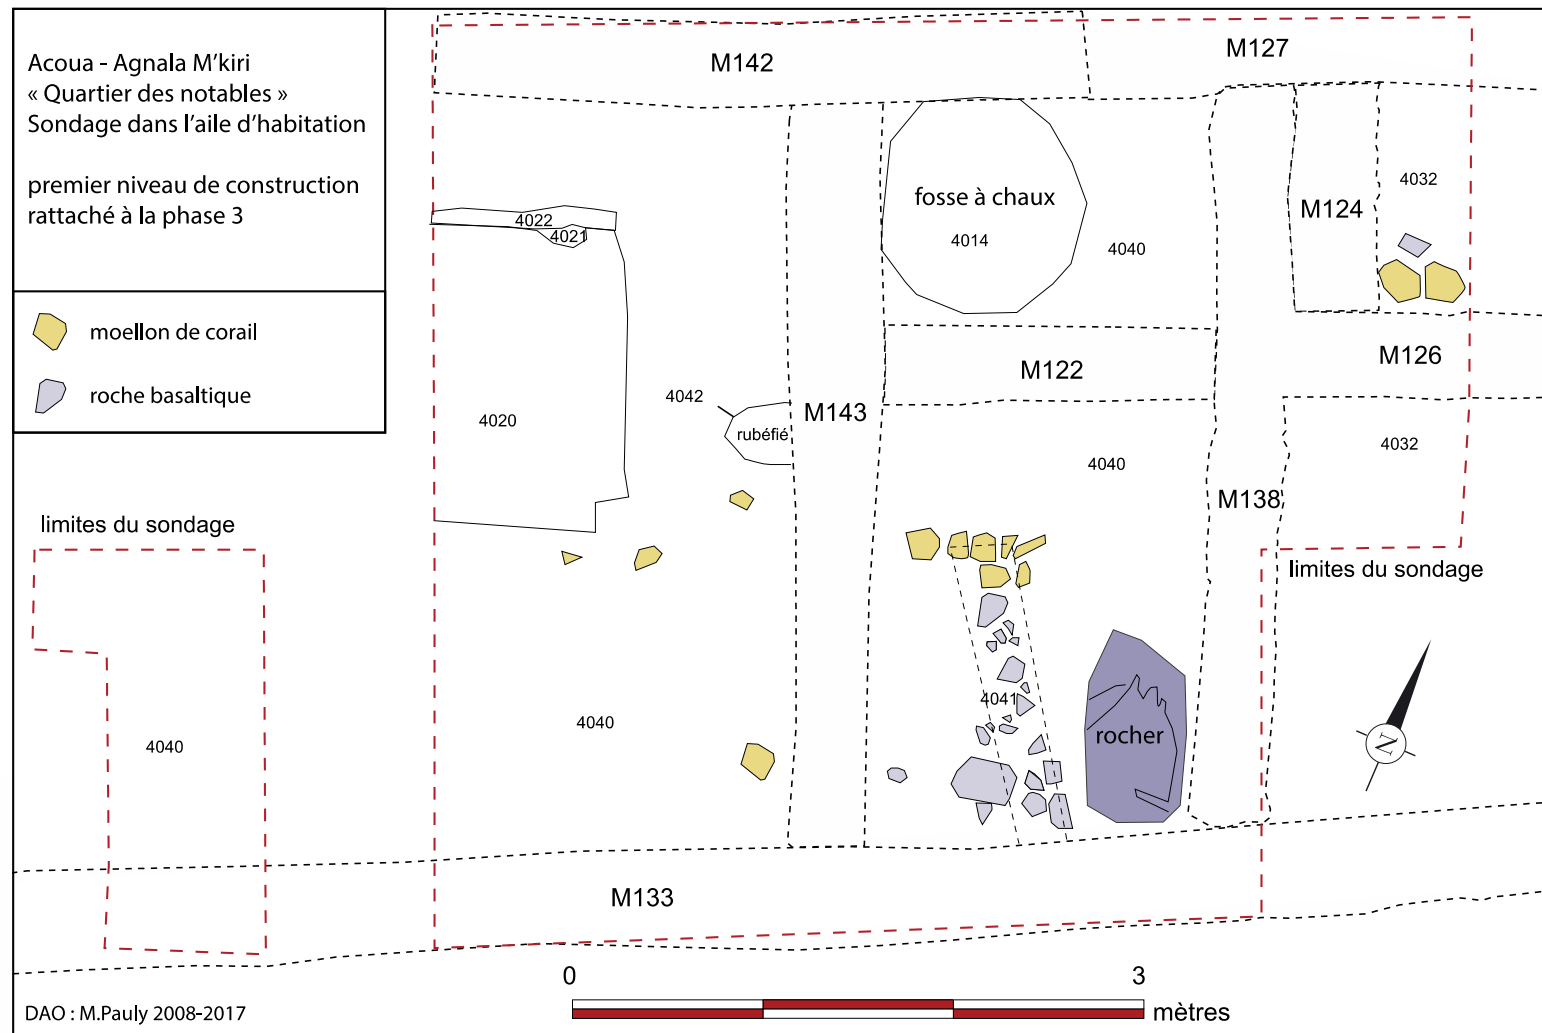 Acoua - Agnala M'kiri
« Quartier des notables »
Sondage dans l'aile d'habitation
premier niveau de construction
rattaché à la phase 3
moellon de corail
roche basaltique
M142
M127
4022
4021
fosse à chaux
4014
4040
M124
4032
M122
M126
4020
4042
rubéfié
M143
4040
M138
4032
limites du sondage
4040
4040
4041
rocher
limites du sondage
N
M133
0
3
mètres
DAO : M.Pauly 2008-2017